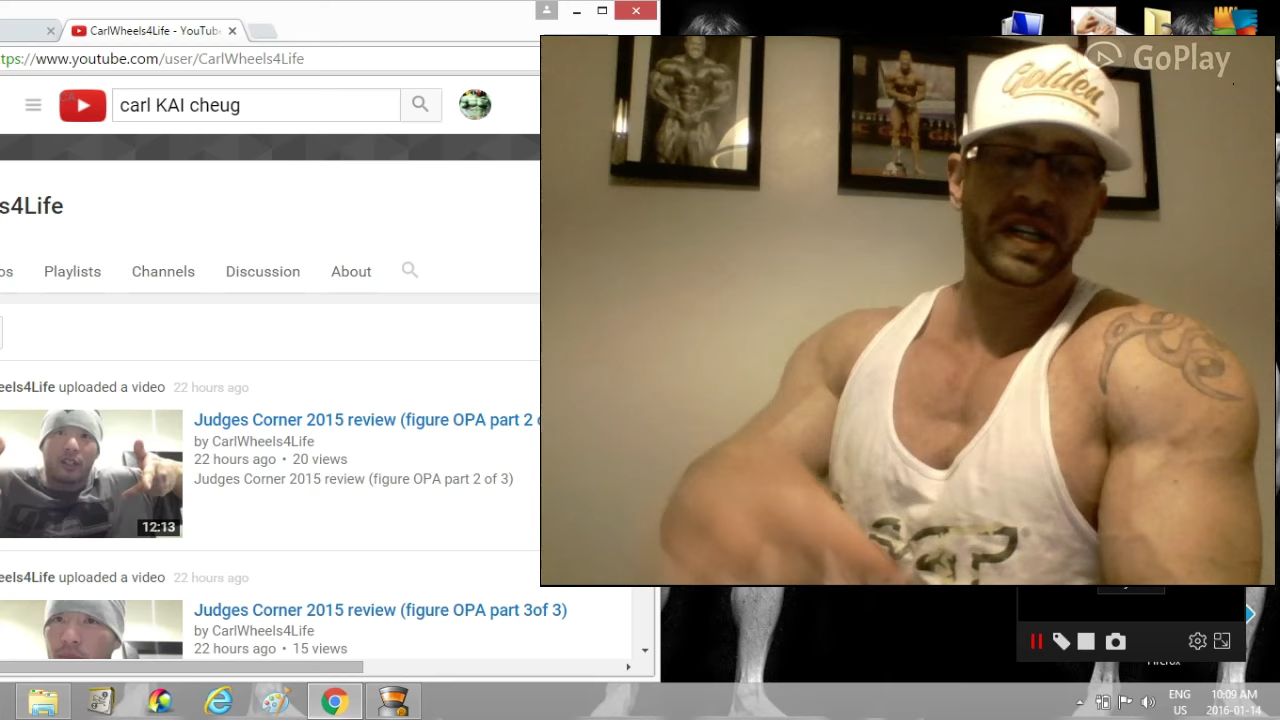 CarlWheels4Life - YouTub
tps://www.youtube.com/user/CarlWheels4Life
carl KAI cheug
CA
GoPlay
Golden
s4Life
os Playlists Channels Discussion About
eels4Life uploaded a video 22 hours ago
Judges Corner 2015 review (figure OPA part 2 o
by CarlWheels4Life
22 hours ago • 20 views
Judges Corner 2015 review (figure OPA part 2 of 3)
12:13
eels4Life uploaded a video 22 hours ago
Judges Corner 2015 review (figure OPA part 3of 3)
by CarlWheels4Life
22 hours ago • 15 views
ENG
US
10:09 AM
2016-01-14